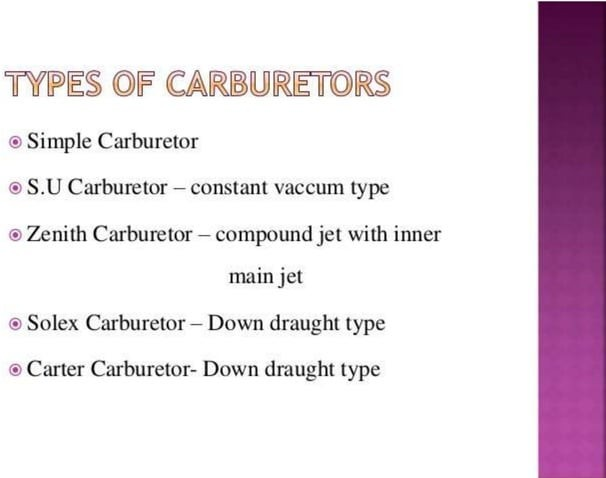 TYPES OF CARBURETORS
Simple Carburetor
S.U Carburetor – constant vaccum type
Zenith Carburetor – compound jet with inner
main jet
Solex Carburetor – Down draught type
Carter Carburetor- Down draught type